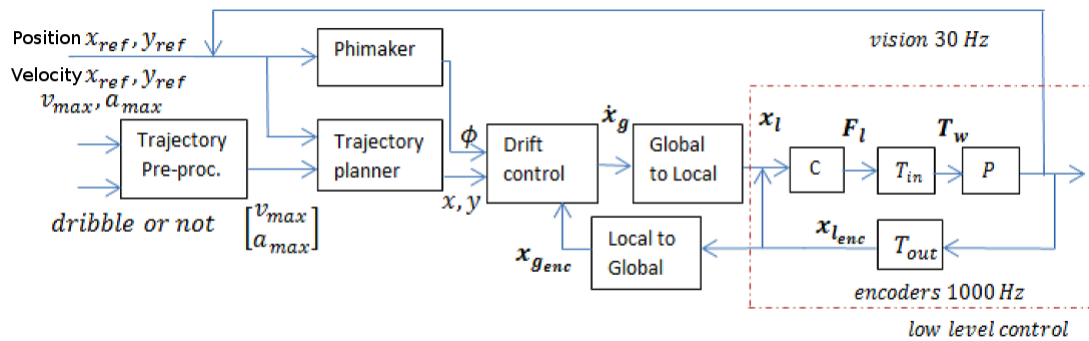 Position x_ref, y_ref
Velocity x_ref, y_ref
v_max, a_max
Trajectory
Pre-proc.
dribble or not
[v_max
a_max]
Phimaker
Trajectory
planner
ϕ
x, y
Drift
control
ẋ_g
Global
to Local
Local to
Global
x_g_enc
vision 30 Hz
x_l
C
F_l
T_in
T_w
P
x_l_enc
T_out
encoders 1000 Hz
low level control